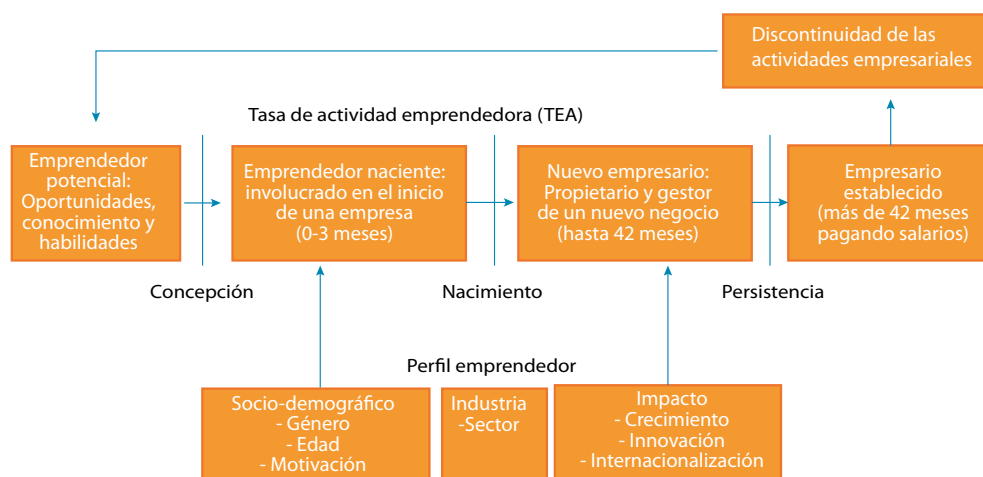 Discontinuidad de las
actividades empresariales
Tasa de actividad emprendedora (TEA)
Emprendedor
potencial:
Oportunidades,
conocimiento y
habilidades
Emprendedor naciente:
involucrado en el inicio
de una empresa
(0-3 meses)
Nuevo empresario:
Propietario y gestor
de un nuevo negocio
(hasta 42 meses)
Empresario
establecido
(más de 42 meses
pagando salarios)
Concepción
Nacimiento
Persistencia
Perfil emprendedor
Socio-demográfico
- Género
- Edad
- Motivación
Industria
-Sector
Impacto
- Crecimiento
- Innovación
- Internacionalización